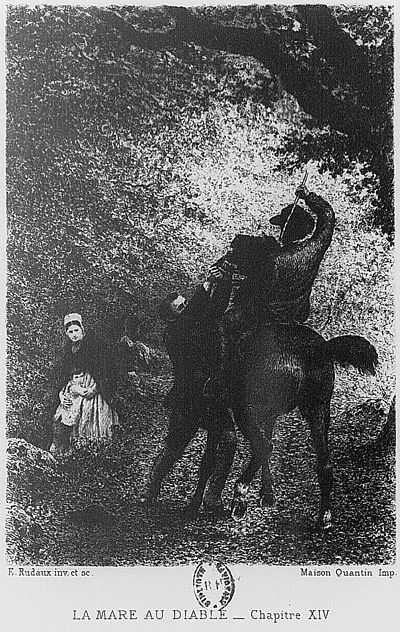 E. Rudaux inv. et sc.
Maison Quantin Imp.
LA MARE AU DIABLE _ Chapitre XIV